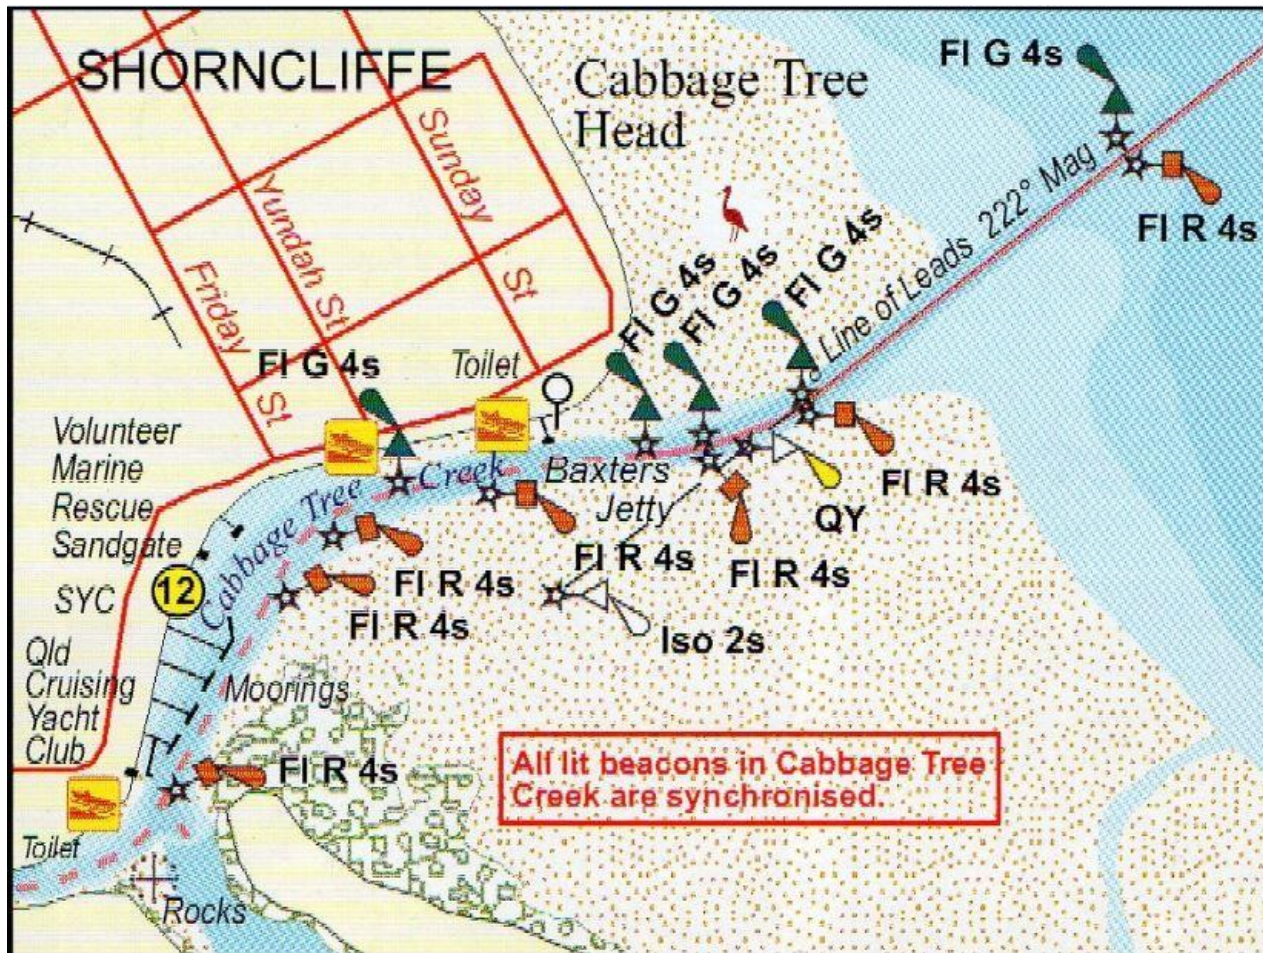 SHORNCLIFFE
Cabbage Tree
Head
Fl G 4s
Fl R 4s
Line of Leads 222° Mag
Sunday
St
Yundah St
Friday
St
Fl G 4s
Fl G 4s
Fl G 4s
Fl G 4s
Toilet
Volunteer
Marine
Rescue
Sandgate
SYC
12
Qld
Cruising
Yacht
Club
Cabbage Tree Creek
Baxters
Jetty
Fl R 4s
QY
Fl R 4s
Fl R 4s
Fl R 4s
Fl R 4s
Iso 2s
Moorings
Fl R 4s
All lit beacons in Cabbage Tree
Creek are synchronised.
Toilet
Rocks